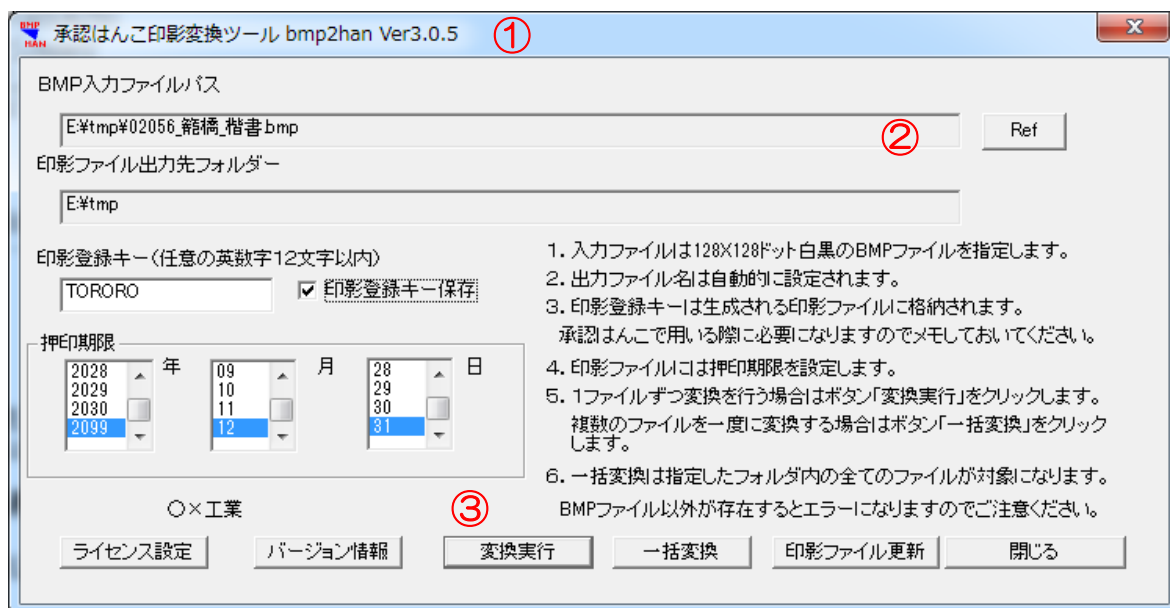 BMP
HAN
承認はんこ印影変換ツール bmp2han Ver3.0.5
①
BMP入力ファイルパス
E:¥tmp¥02056_籠橋_楷書.bmp
②
Ref
印影ファイル出力先フォルダー
E:¥tmp
印影登録キー(任意の英数字12文字以内)
TORORO
印影登録キー保存
押印期限
2028
2029
2030
2099
年
09
10
11
12
月
28
29
30
31
日
1. 入力ファイルは128X128ドット白黒のBMPファイルを指定します。
2. 出力ファイル名は自動的に設定されます。
3. 印影登録キーは生成される印影ファイルに格納されます。
承認はんこで用いる際に必要になりますのでメモしておいてください。
4. 印影ファイルには押印期限を設定します。
5. 1ファイルずつ変換を行う場合はボタン「変換実行」をクリックします。
複数のファイルを一度に変換する場合はボタン「一括変換」をクリック
します。
6. 一括変換は指定したフォルダ内の全てのファイルが対象になります。
BMPファイル以外が存在するとエラーになりますのでご注意ください。
○×工業
③
ライセンス設定
バージョン情報
変換実行
一括変換
印影ファイル更新
閉じる